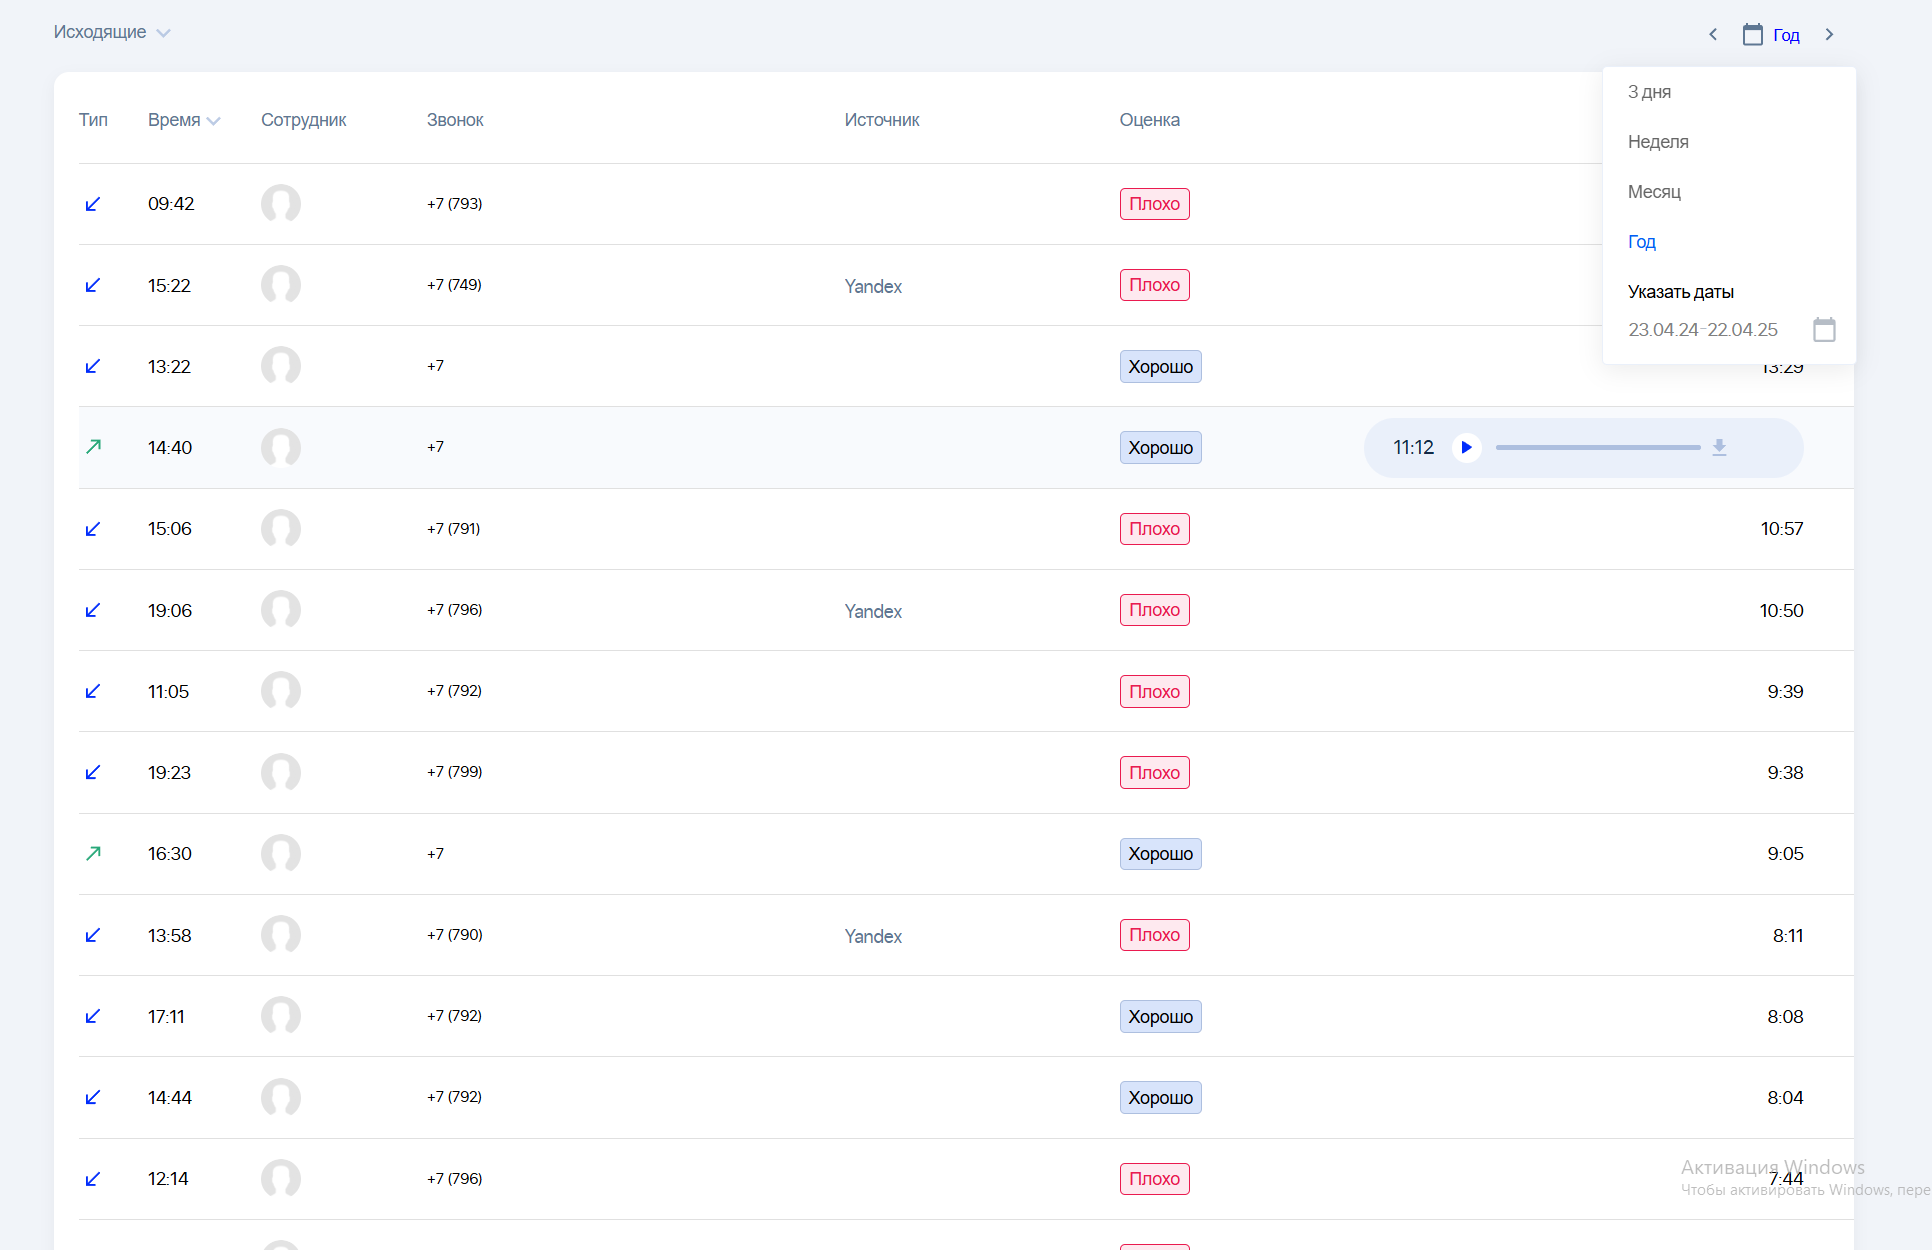 Исходящие
Год
3 дня
Неделя
Месяц
Год
Указать даты
23.04.24-22.04.25
Тип Время Сотрудник Звонок Источник Оценка
09:42 +7 (793) Плохо
15:22 +7 (749) Yandex Плохо
13:22 +7 Хорошо 13:29
14:40 +7 Хорошо 11:12
15:06 +7 (791) Плохо 10:57
19:06 +7 (796) Yandex Плохо 10:50
11:05 +7 (792) Плохо 9:39
19:23 +7 (799) Плохо 9:38
16:30 +7 Хорошо 9:05
13:58 +7 (790) Yandex Плохо 8:11
17:11 +7 (792) Хорошо 8:08
14:44 +7 (792) Хорошо 8:04
12:14 +7 (796) Плохо 7:44
Активация Windows
Чтобы активировать Windows, пере